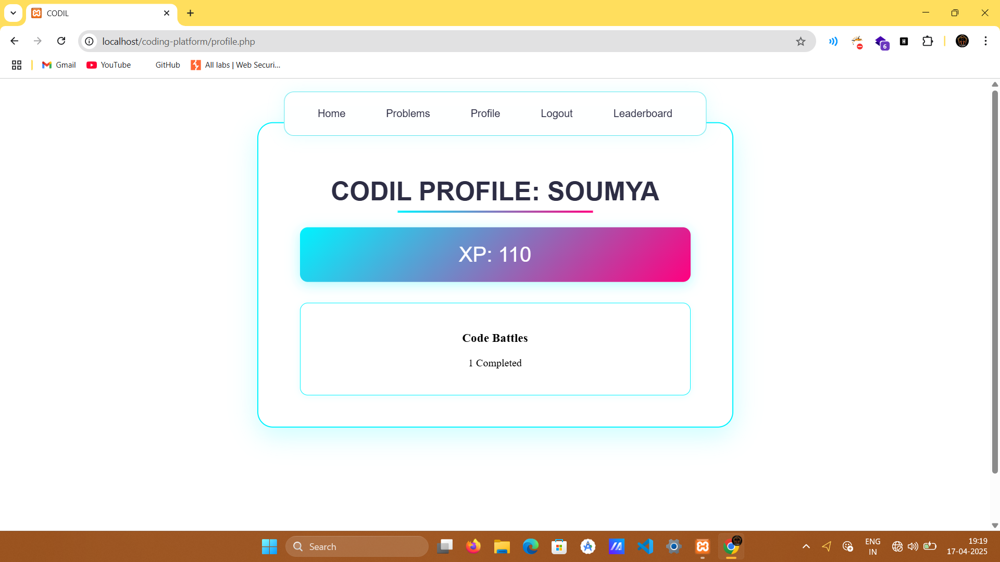 CODIL
localhost/coding-platform/profile.php
6
H
Gmail
YouTube
GitHub
All labs | Web Securi...
Home
Problems
Profile
Logout
Leaderboard
CODIL PROFILE: SOUMYA
XP: 110
Code Battles
1 Completed
Search
ENG
IN
19:19
17-04-2025